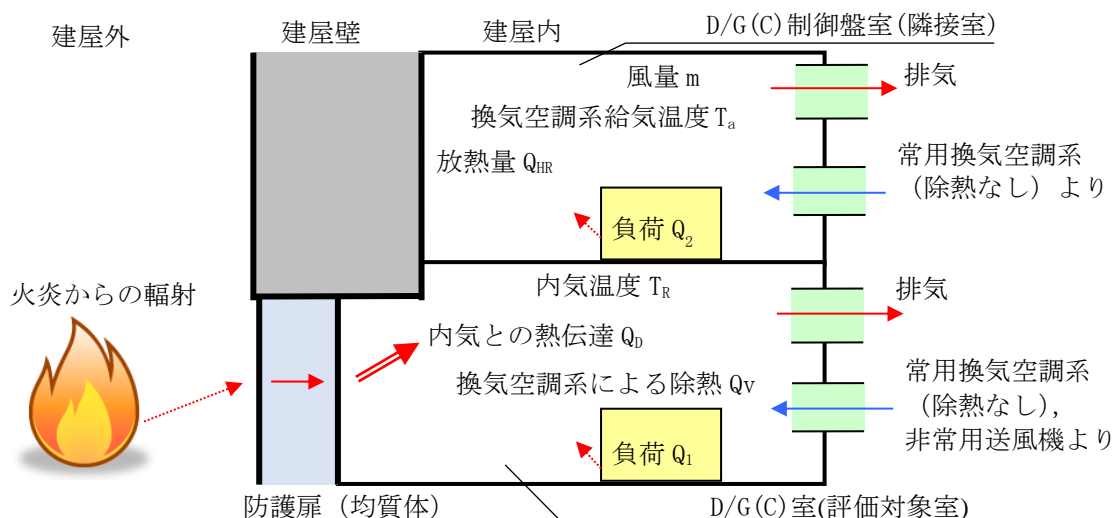 建屋外
建屋壁
建屋内
D/G(C)制御盤室(隣接室)
風量 m
排気
換気空調系給気温度 Ta
放熱量 QHR
常用換気空調系
(除熱なし)より
負荷 Q2
内気温度 TR
排気
火炎からの輻射
内気との熱伝達 QD
換気空調系による除熱 Qv
常用換気空調系
(除熱なし),
非常用送風機より
負荷 Q1
防護扉(均質体)
D/G(C)室(評価対象室)